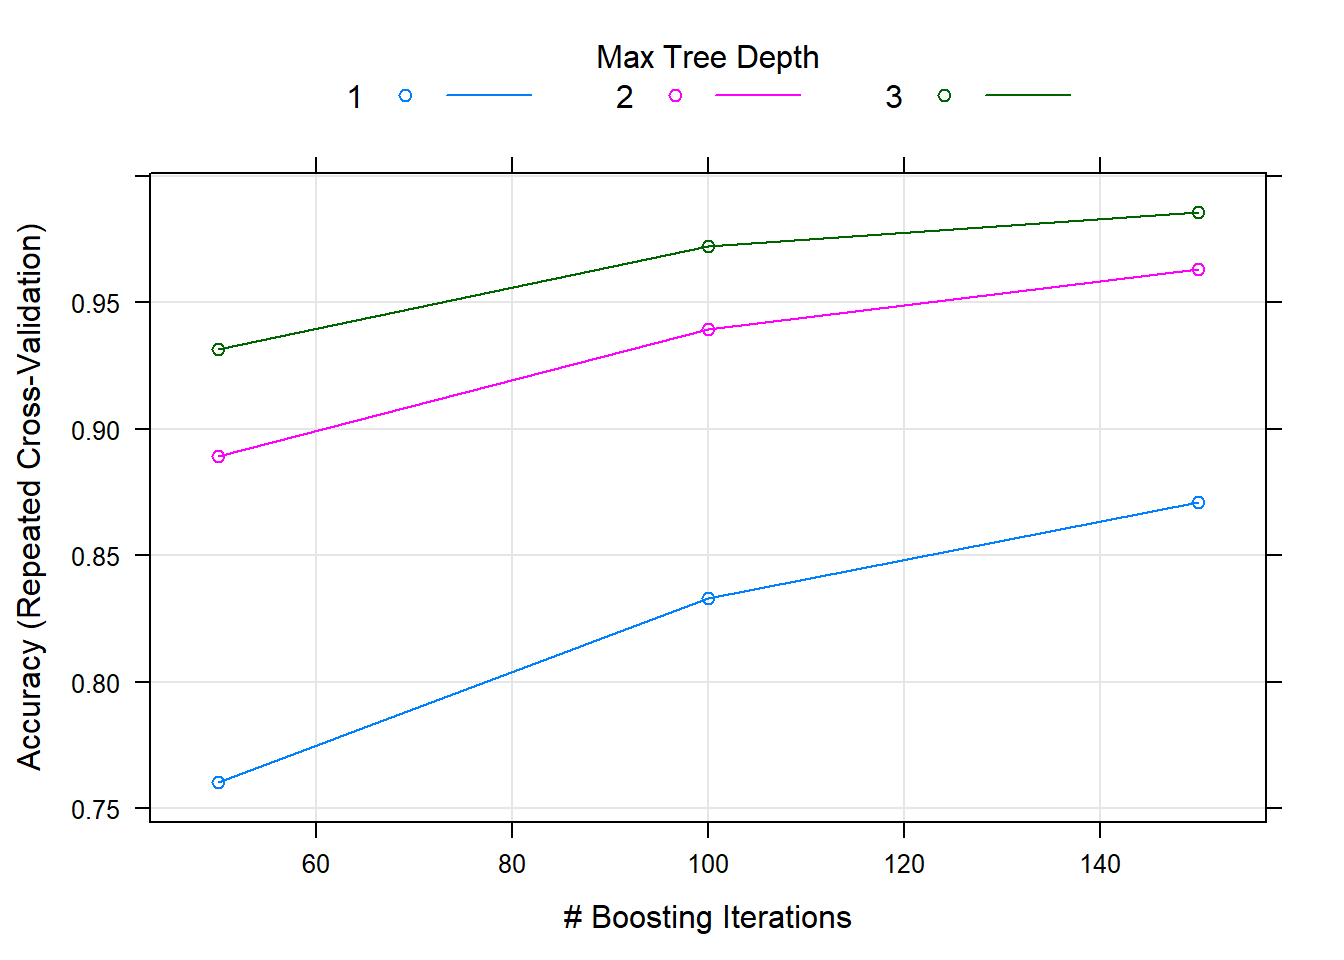 Max Tree Depth
1 2 3
Accuracy (Repeated Cross-Validation)
0.95
0.90
0.85
0.80
0.75
60 80 100 120 140
# Boosting Iterations